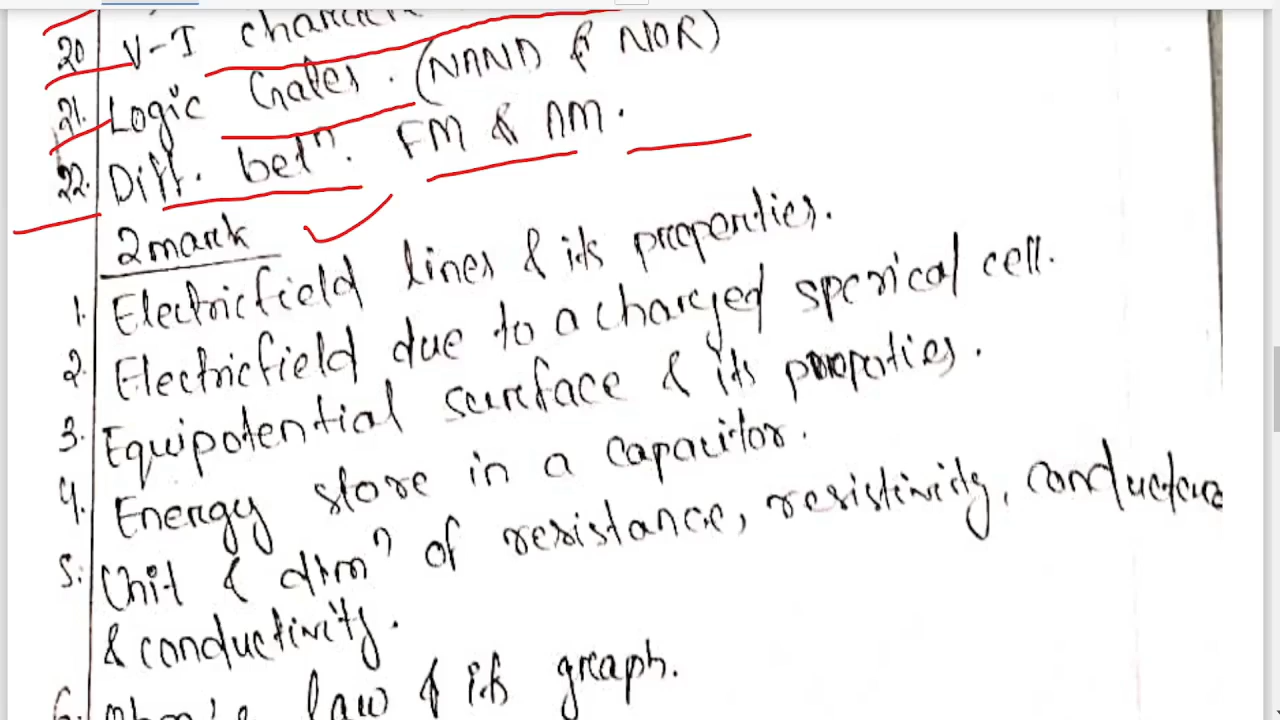 20 V-I
21. Logic Gates. (NAND & NOR)
22. Diff. betn. FM & AM.
2mark
1. Electricfield lines & its properties.
2. Electricfield due to a charged sperical cell.
3. Equipotential surface & its properties.
4. Energy store in a capacitor.
5. Unit & dimn of resistance, resistivity, conductance
& conductivity.
6. Ohm's law & its graph.